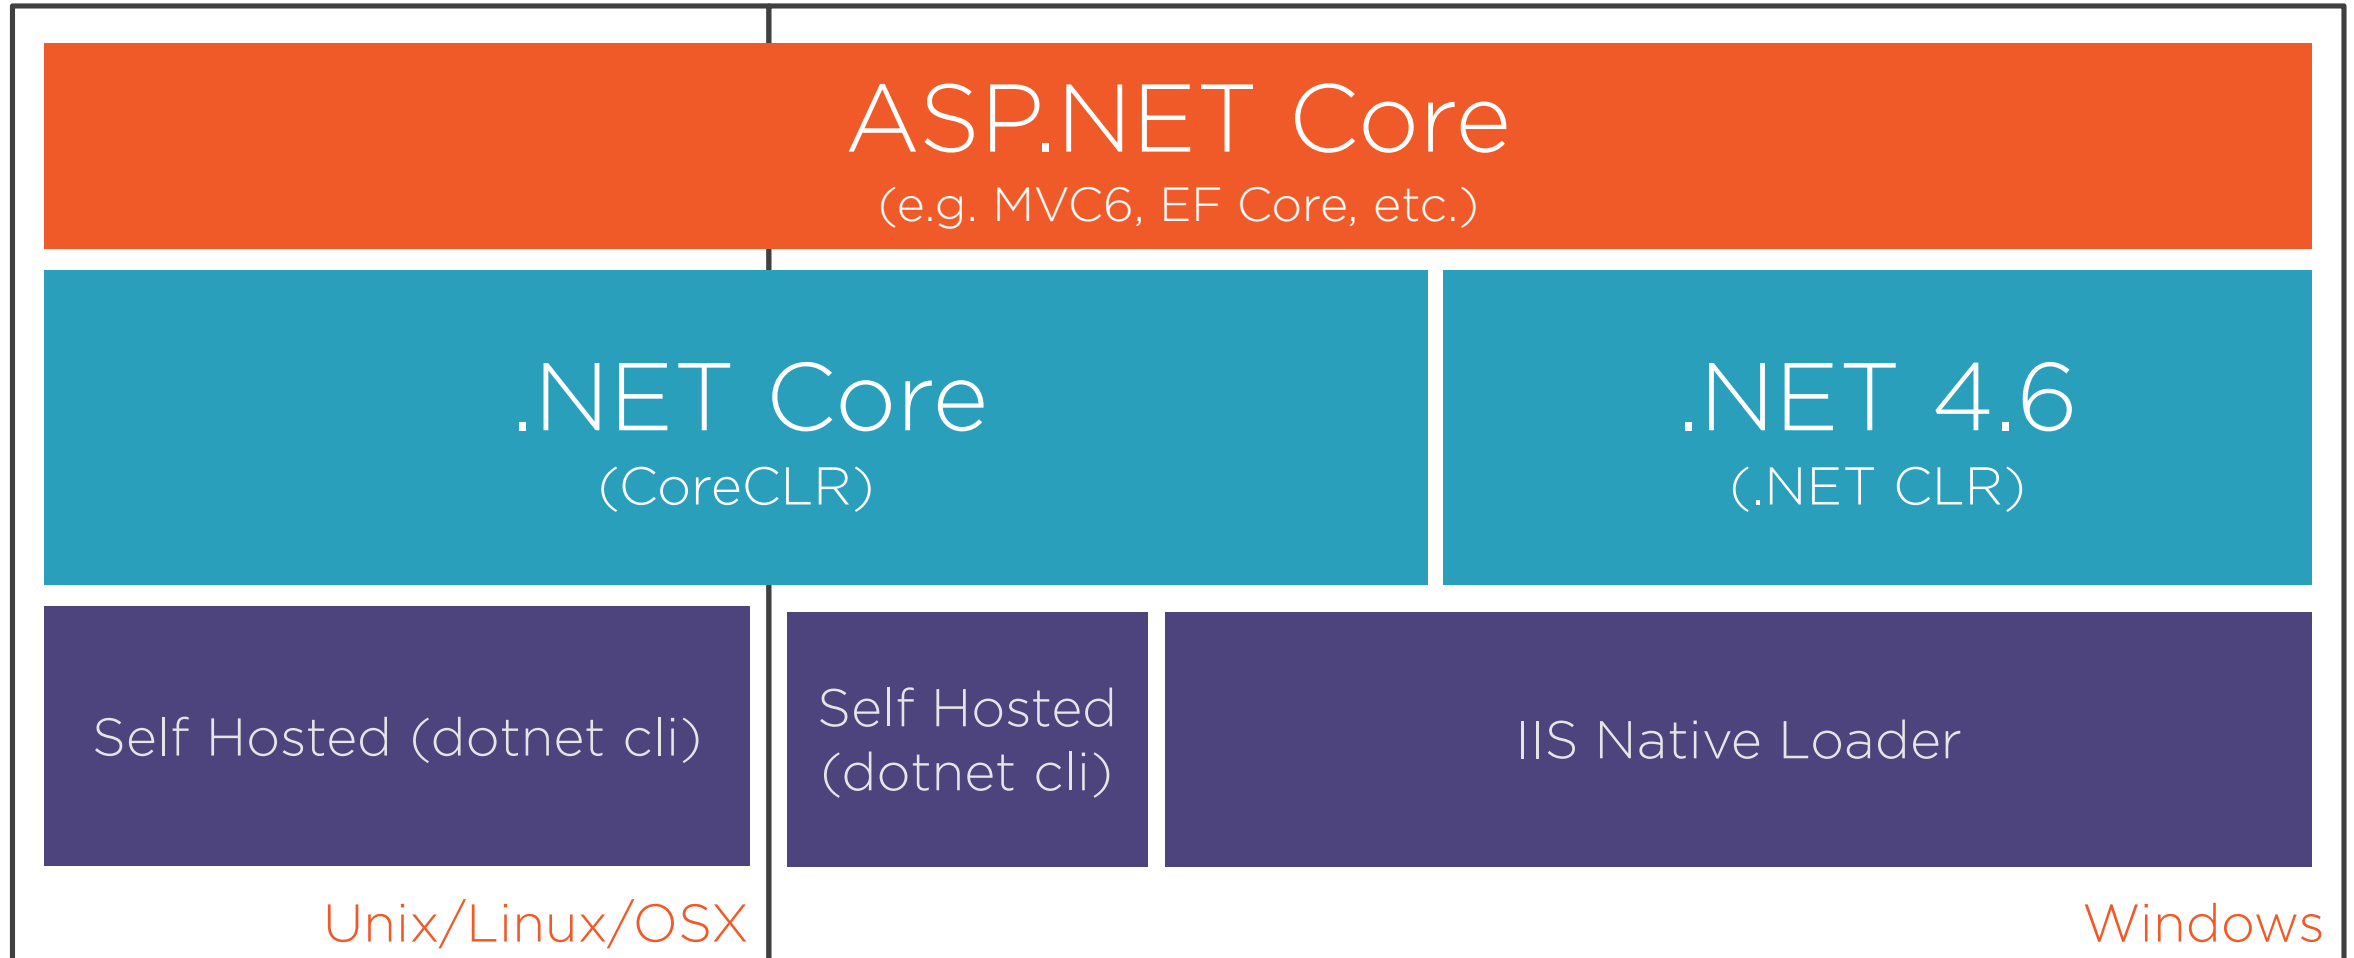 ASP.NET Core
(e.g. MVC6, EF Core, etc.)
.NET Core
(CoreCLR)
.NET 4.6
(.NET CLR)
Self Hosted (dotnet cli)
Self Hosted
(dotnet cli)
IIS Native Loader
Unix/Linux/OSX
Windows